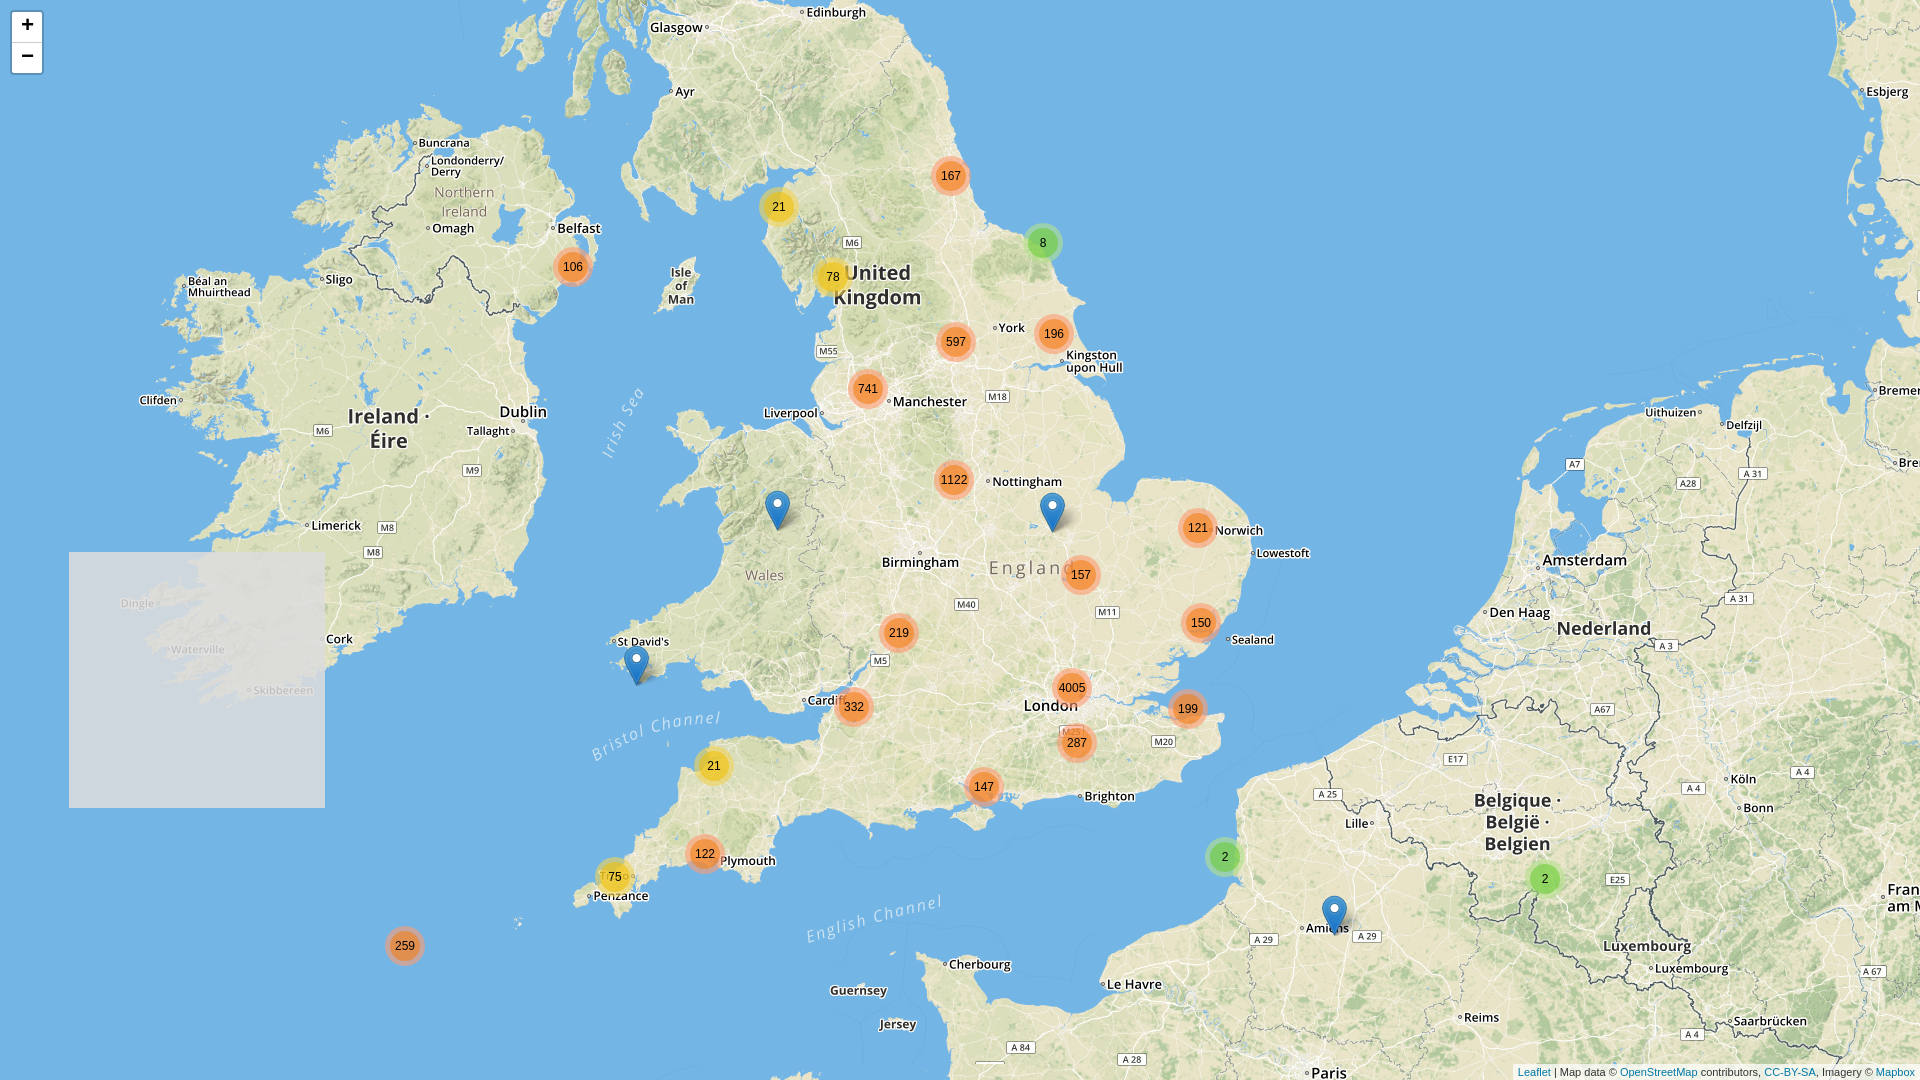 +
−
Edinburgh
Glasgow
Ayr
Esbjerg
Buncrana
Londonderry/
Derry
Northern
Ireland
Omagh
Belfast
106
Sligo
Béal an
Mhuirthead
Isle
of
Man
167
21
8
M6
78
United
Kingdom
York
196
597
Kingston
upon Hull
M55
741
Manchester
M18
Liverpool
Irish Sea
Clifden
Ireland ·
Éire
Dublin
Tallaght
M6
M9
Limerick
M8
M8
Dingle
Waterville
Cork
Skibbereen
1122
Nottingham
121
Norwich
Lowestoft
Birmingham
England
157
Wales
M40
M11
150
Sealand
219
St David's
M5
Cardiff
332
4005
London
199
M25
287
M20
Bristol Channel
21
147
Brighton
122
Plymouth
75
Penzance
259
English Channel
Guernsey
Jersey
Cherbourg
Le Havre
2
Amiens
A 29
A 29
A 84
A 28
Paris
Reims
Lille
A 25
E17
Belgique ·
België ·
Belgien
2
E25
Luxembourg
Luxembourg
Saarbrücken
A 4
A 67
Köln
Bonn
A 4
A 4
A67
A 3
Nederland
Den Haag
Amsterdam
A 31
A 31
A28
A7
Uithuizen
Delfzijl
Bremer
Bre
Fran
am M
Leaflet | Map data © OpenStreetMap contributors, CC-BY-SA, Imagery © Mapbox